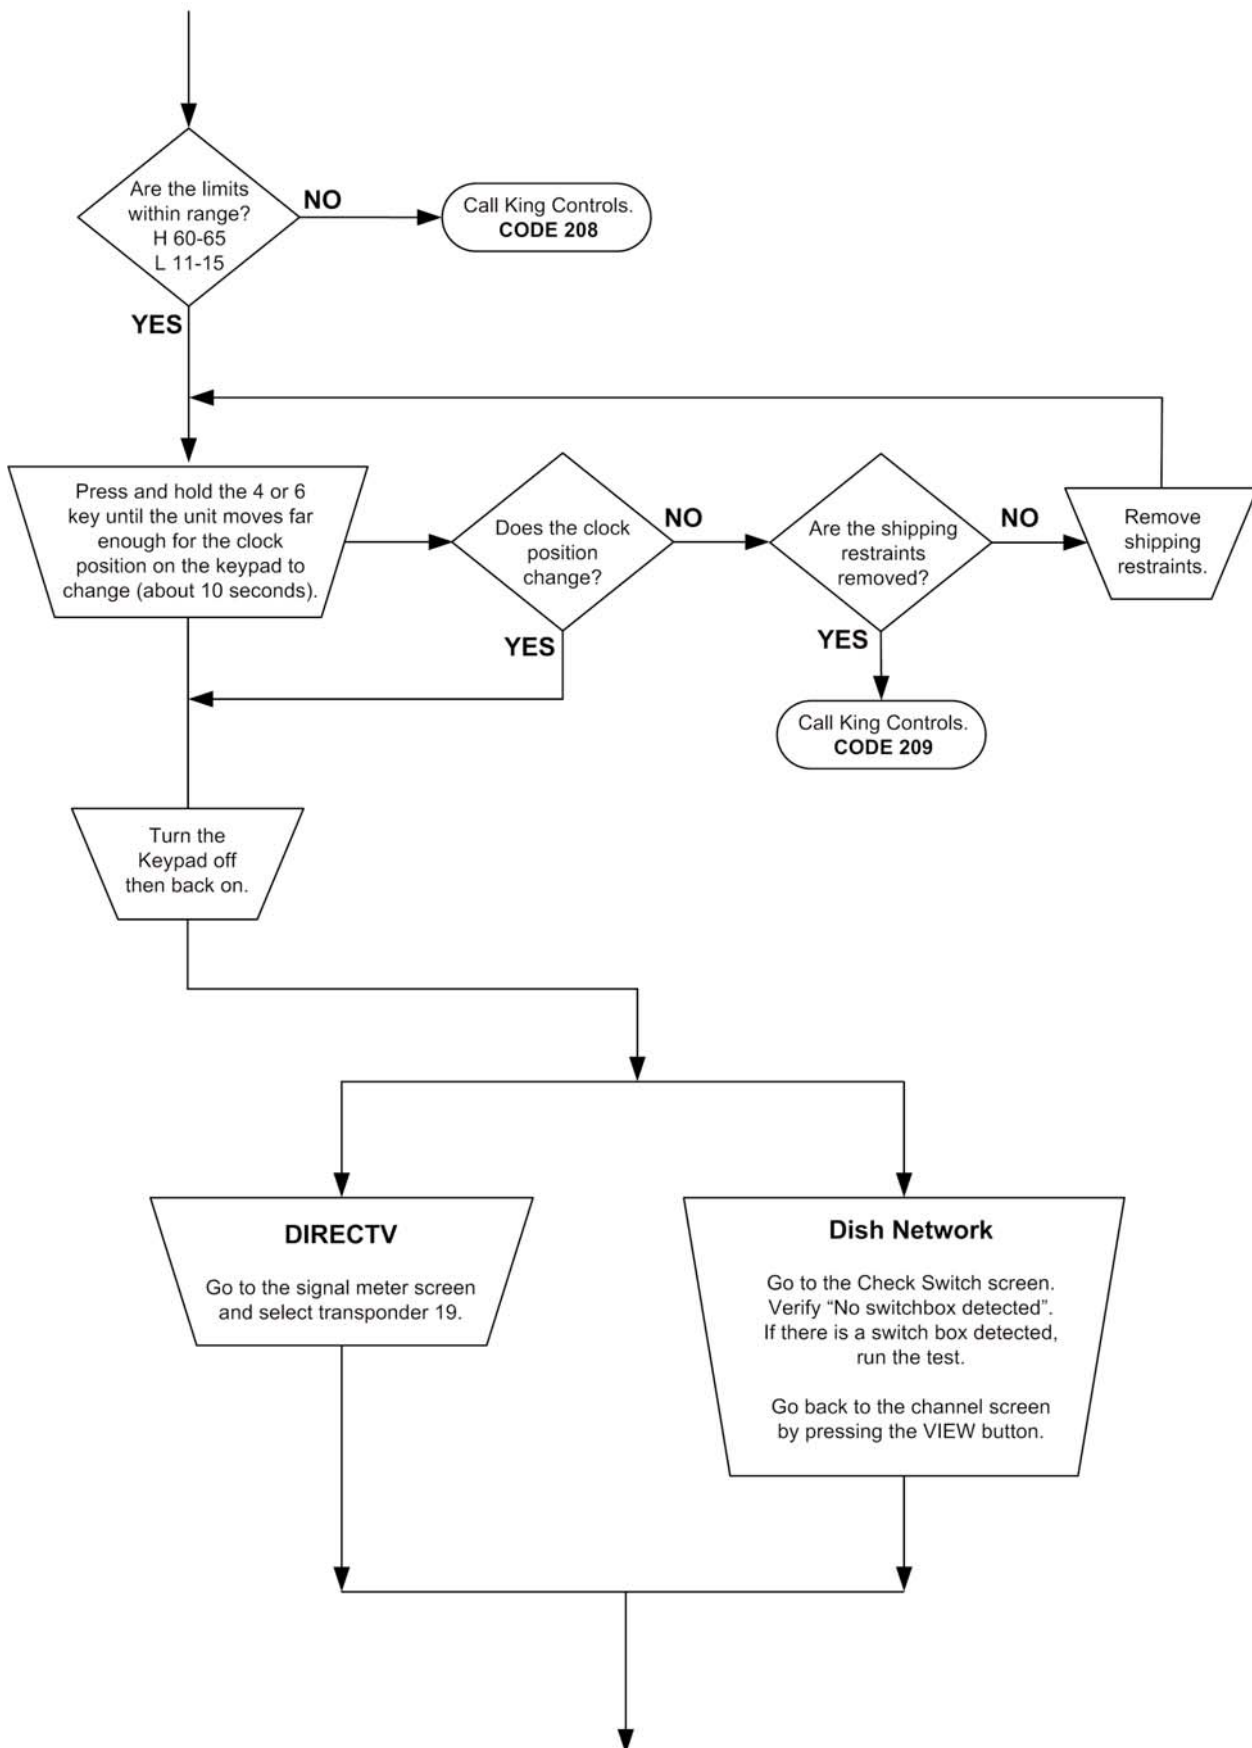 Are the limits
within range?
H 60-65
L 11-15
NO
Call King Controls.
CODE 208
YES
Press and hold the 4 or 6
key until the unit moves far
enough for the clock
position on the keypad to
change (about 10 seconds).
Does the clock
position
change?
NO
Are the shipping
restraints
removed?
NO
Remove
shipping
restraints.
YES
YES
Call King Controls.
CODE 209
Turn the
Keypad off
then back on.
DIRECTV
Go to the signal meter screen
and select transponder 19.
Dish Network
Go to the Check Switch screen.
Verify “No switchbox detected”.
If there is a switch box detected,
run the test.
Go back to the channel screen
by pressing the VIEW button.